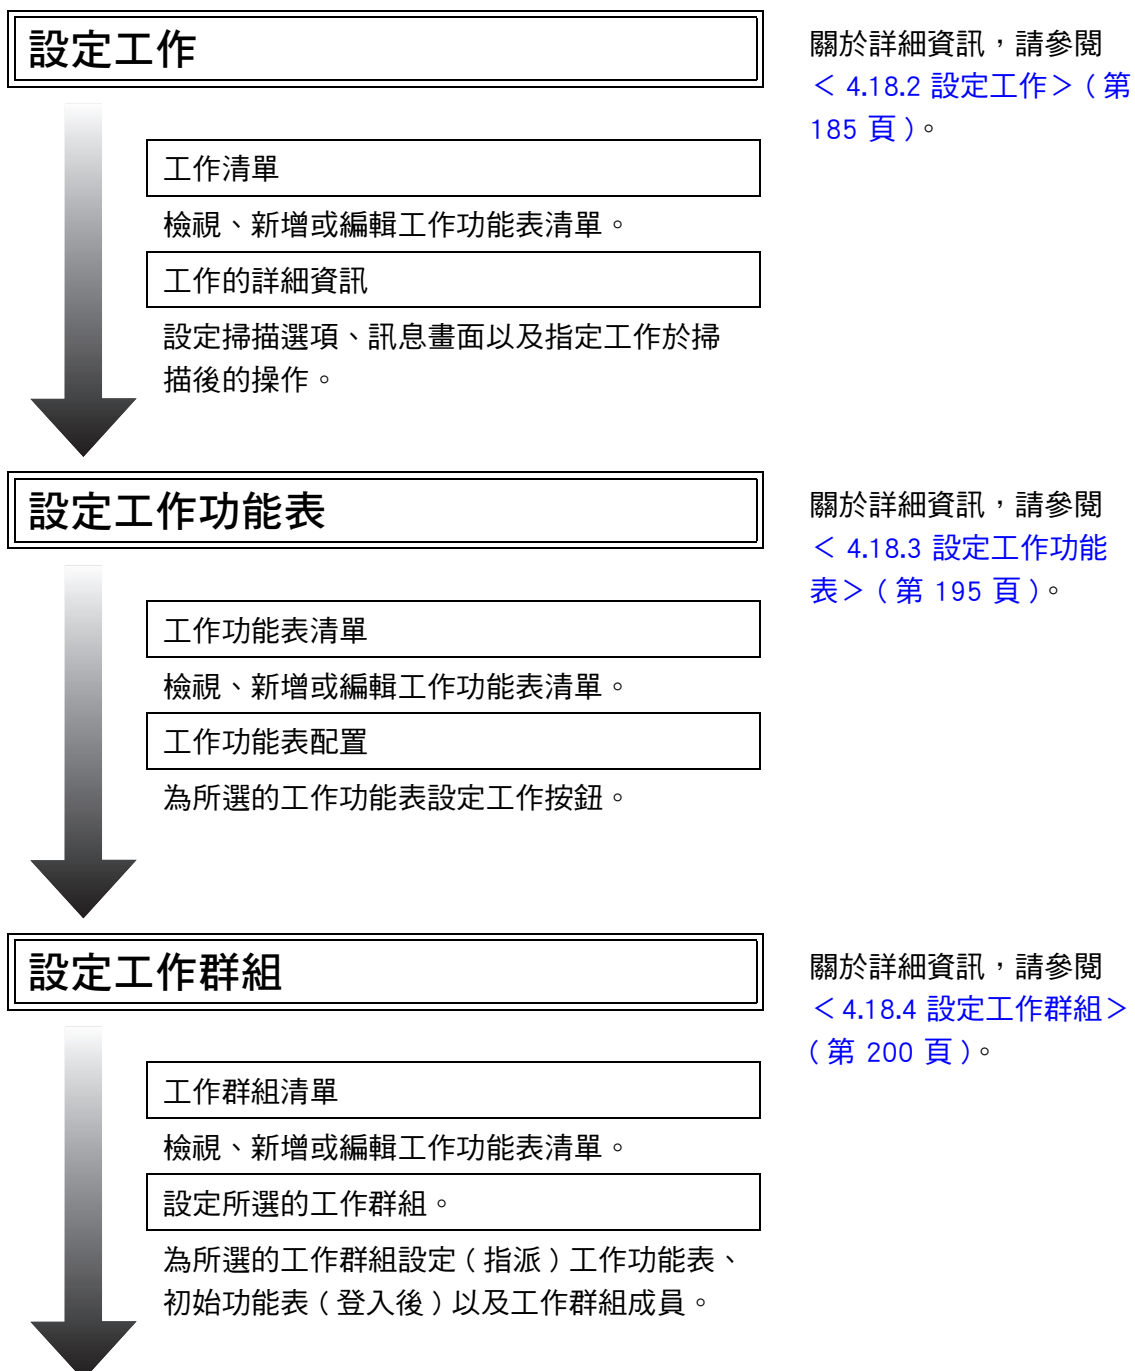 設定工作
關於詳細資訊，請參閱
< 4.18.2 設定工作> ( 第
185 頁 )。
工作清單
檢視、新增或編輯工作功能表清單。
工作的詳細資訊
設定掃描選項、訊息畫面以及指定工作於掃
描後的操作。
設定工作功能表
關於詳細資訊，請參閱
< 4.18.3 設定工作功能
表> ( 第 195 頁 )。
工作功能表清單
檢視、新增或編輯工作功能表清單。
工作功能表配置
為所選的工作功能表設定工作按鈕。
設定工作群組
關於詳細資訊，請參閱
< 4.18.4 設定工作群組>
( 第 200 頁 )。
工作群組清單
檢視、新增或編輯工作功能表清單。
設定所選的工作群組。
為所選的工作群組設定 ( 指派 ) 工作功能表、
初始功能表 ( 登入後 ) 以及工作群組成員。